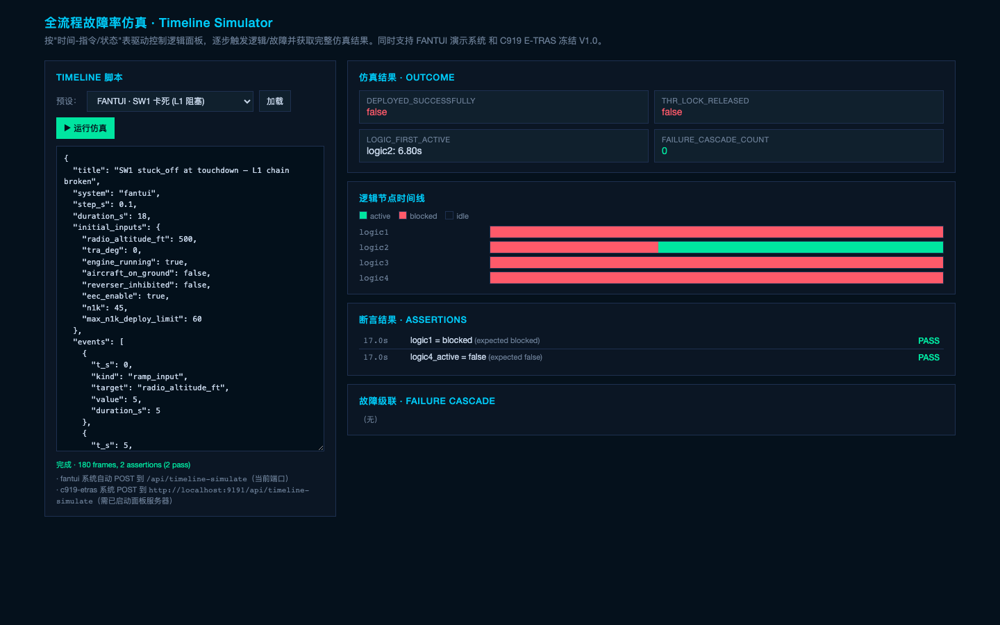 全流程故障率仿真 · Timeline Simulator
按"时间-指令/状态"表驱动控制逻辑面板，逐步触发逻辑/故障并获取完整仿真结果。同时支持 FANTUI 演示系统 和 C919 E-TRAS 冻结 V1.0。
TIMELINE 脚本
预设：
FANTUI · SW1 卡死 (L1 阻塞)
加载
▶ 运行仿真
{
"title": "SW1 stuck_off at touchdown — L1 chain
broken",
"system": "fantui",
"step_s": 0.1,
"duration_s": 18,
"initial_inputs": {
"radio_altitude_ft": 500,
"tra_deg": 0,
"engine_running": true,
"aircraft_on_ground": false,
"reverser_inhibited": false,
"eec_enable": true,
"n1k": 45,
"max_n1k_deploy_limit": 60
},
"events": [
{
"t_s": 0,
"kind": "ramp_input",
"target": "radio_altitude_ft",
"value": 5,
"duration_s": 5
},
{
"t_s": 5,
完成 · 180 frames, 2 assertions (2 pass)
· fantui 系统自动 POST 到 /api/timeline-simulate（当前端口）
· c919-etras 系统 POST 到 http://localhost:9191/api/timeline-
simulate（需已启动面板服务器）
仿真结果 · OUTCOME
DEPLOYED_SUCCESSFULLY
false
THR_LOCK_RELEASED
false
LOGIC_FIRST_ACTIVE
logic2: 6.80s
FAILURE_CASCADE_COUNT
0
逻辑节点时间线
active
blocked
idle
logic1
logic2
logic3
logic4
断言结果 · ASSERTIONS
17.0s logic1 = blocked (expected blocked) PASS
17.0s logic4_active = false (expected false) PASS
故障级联 · FAILURE CASCADE
（无）